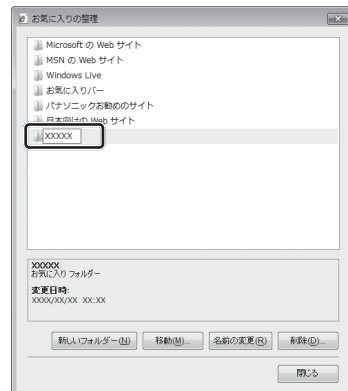 お気に入りの整理
Microsoft の Web サイト
MSN の Web サイト
Windows Live
お気に入りバー
パナソニックお勧めのサイト
日本向けの Web サイト
XXXXX
XXXXX
お気に入り フォルダー
変更日時:
XXXX/XX/XX XX:XX
新しいフォルダー(N)
移動(M)...
名前の変更(R)
削除(D)...
閉じる